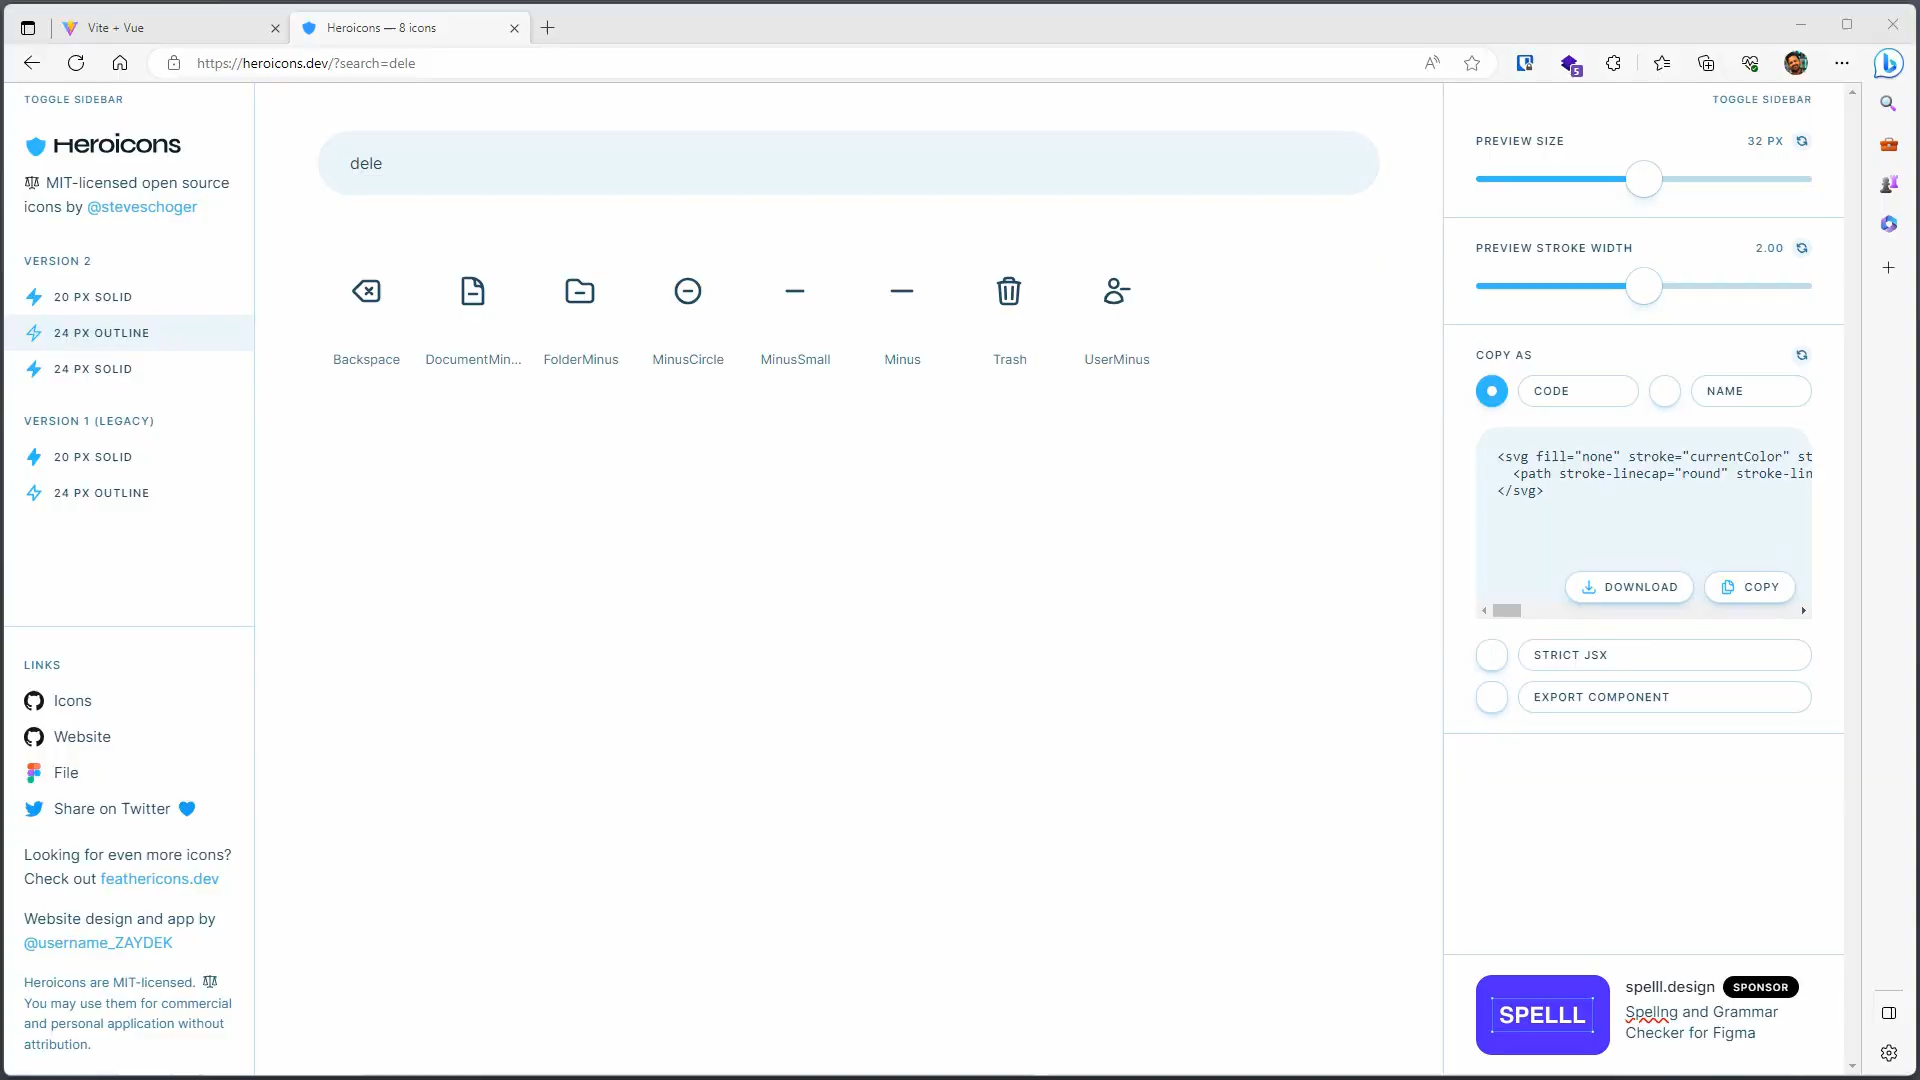 Vite + Vue
Heroicons — 8 icons
https://heroicons.dev/?search=dele
5
TOGGLE SIDEBAR
Heroicons
MIT-licensed open source
icons by @steveschoger
VERSION 2
20 PX SOLID
24 PX OUTLINE
24 PX SOLID
VERSION 1 (LEGACY)
20 PX SOLID
24 PX OUTLINE
LINKS
Icons
Website
File
Share on Twitter
Looking for even more icons?
Check out feathericons.dev
Website design and app by
@username_ZAYDEK
Heroicons are MIT-licensed.
You may use them for commercial
and personal application without
attribution.
dele
Backspace
DocumentMin...
FolderMinus
MinusCircle
MinusSmall
Minus
Trash
UserMinus
TOGGLE SIDEBAR
PREVIEW SIZE 32 PX
PREVIEW STROKE WIDTH 2.00
COPY AS
CODE NAME
<svg fill="none" stroke="currentColor" st
<path stroke-linecap="round" stroke-lin
</svg>
DOWNLOAD COPY
STRICT JSX
EXPORT COMPONENT
SPELLL
spelll.design SPONSOR
Spellng and Grammar
Checker for Figma